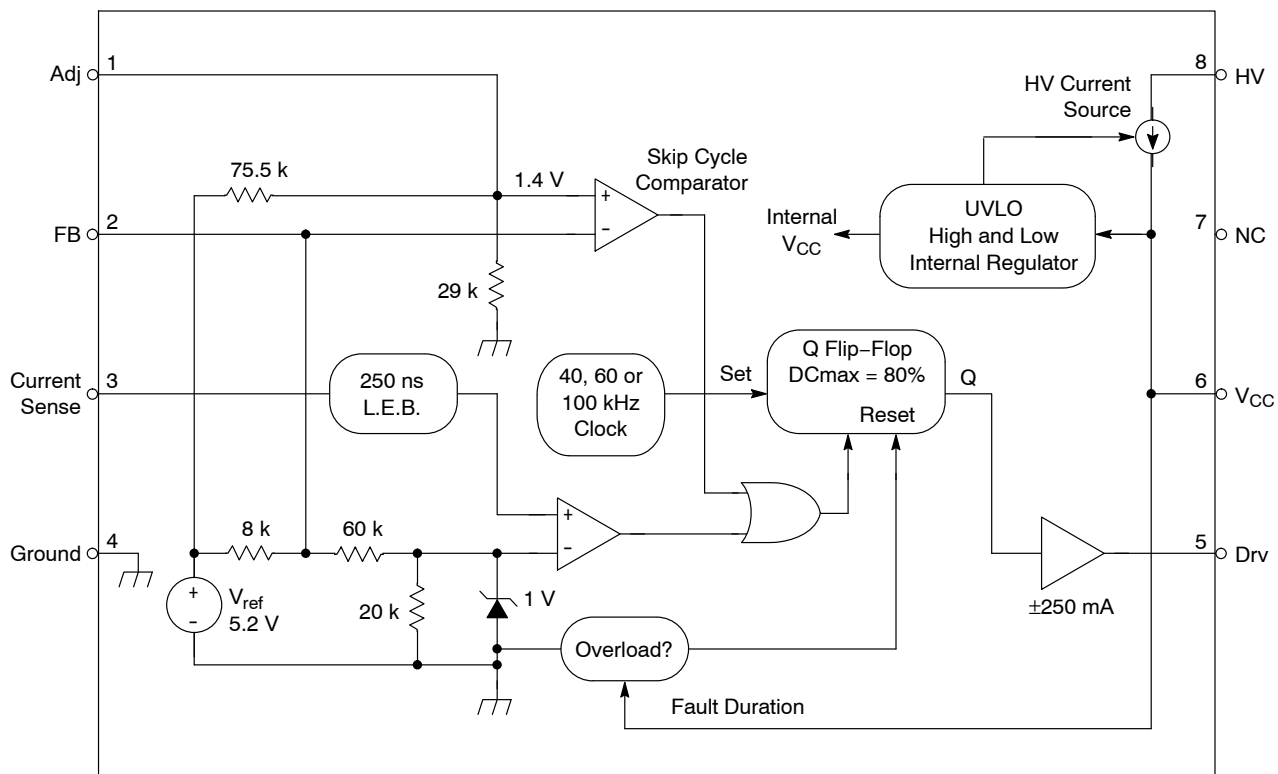 Adj
1
8
HV
HV Current
Source
75.5 k
1.4 V
Skip Cycle
Comparator
+
-
FB
2
Internal
VCC
UVLO
High and Low
Internal Regulator
7
NC
29 k
Current
Sense
3
250 ns
L.E.B.
40, 60 or
100 kHz
Clock
Set
Q Flip−Flop
DCmax = 80%
Reset
Q
6
VCC
Ground
4
8 k
60 k
+
-
5
Drv
+
-
Vref
5.2 V
20 k
1 V
±250 mA
Overload?
Fault Duration